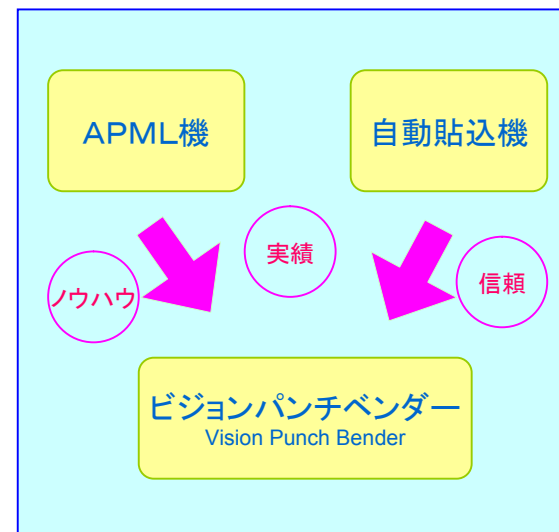 APML機
自動貼込機
実績
ノウハウ
信頼
ビジョンパンチベンダー
Vision Punch Bender